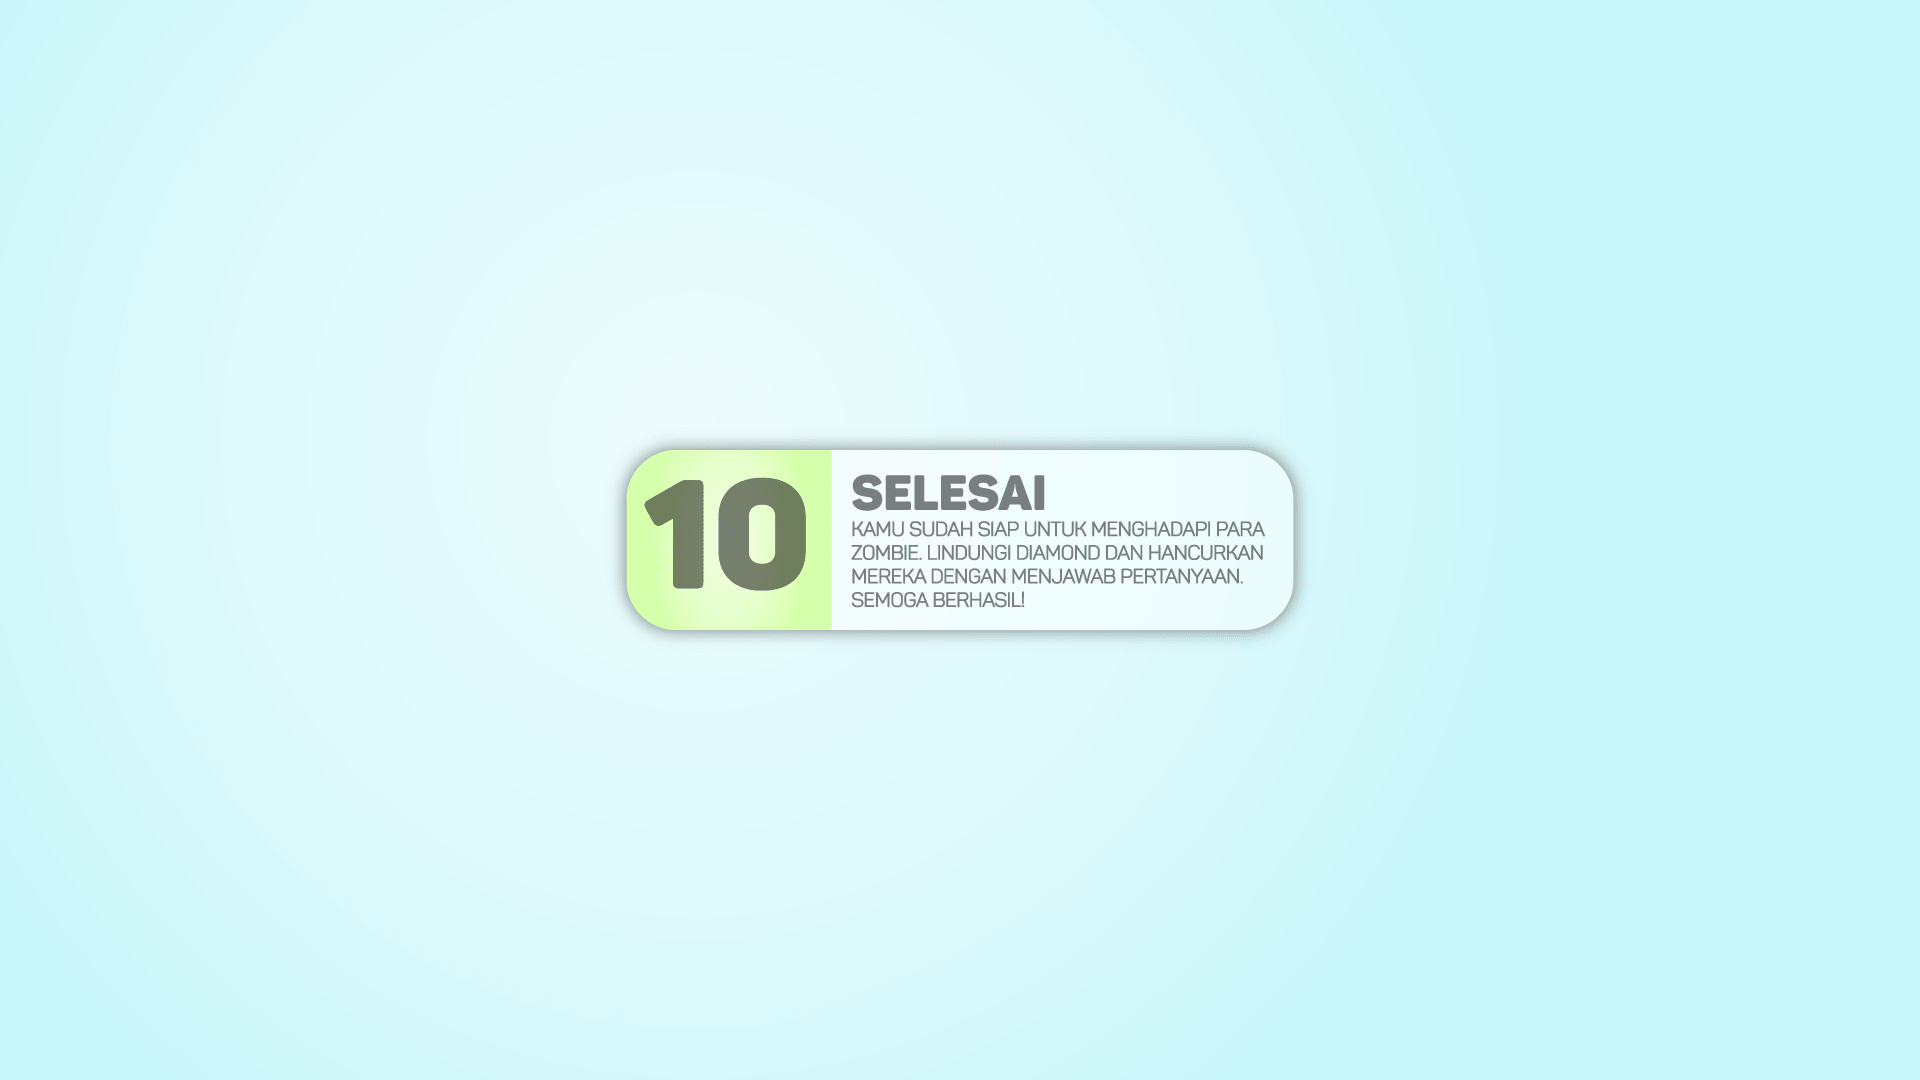 10
SELESAI
KAMU SUDAH SIAP UNTUK MENGHADAPI PARA
ZOMBIE. LINDUNGI DIAMOND DAN HANCURKAN
MEREKA DENGAN MENJAWAB PERTANYAAN.
SEMOGA BERHASIL!